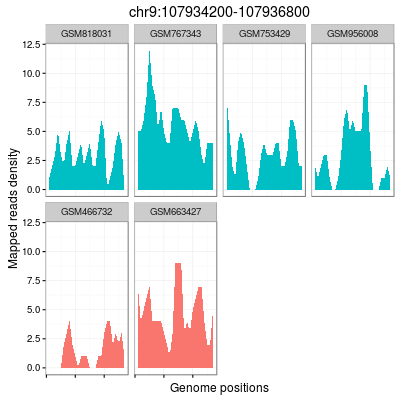 chr9:107934200-107936800
GSM818031 GSM767343 GSM753429 GSM956008
12.5
10.0
7.5
5.0
2.5
0.0
GSM466732 GSM663427
12.5
10.0
7.5
5.0
2.5
0.0
Mapped reads density
Genome positions